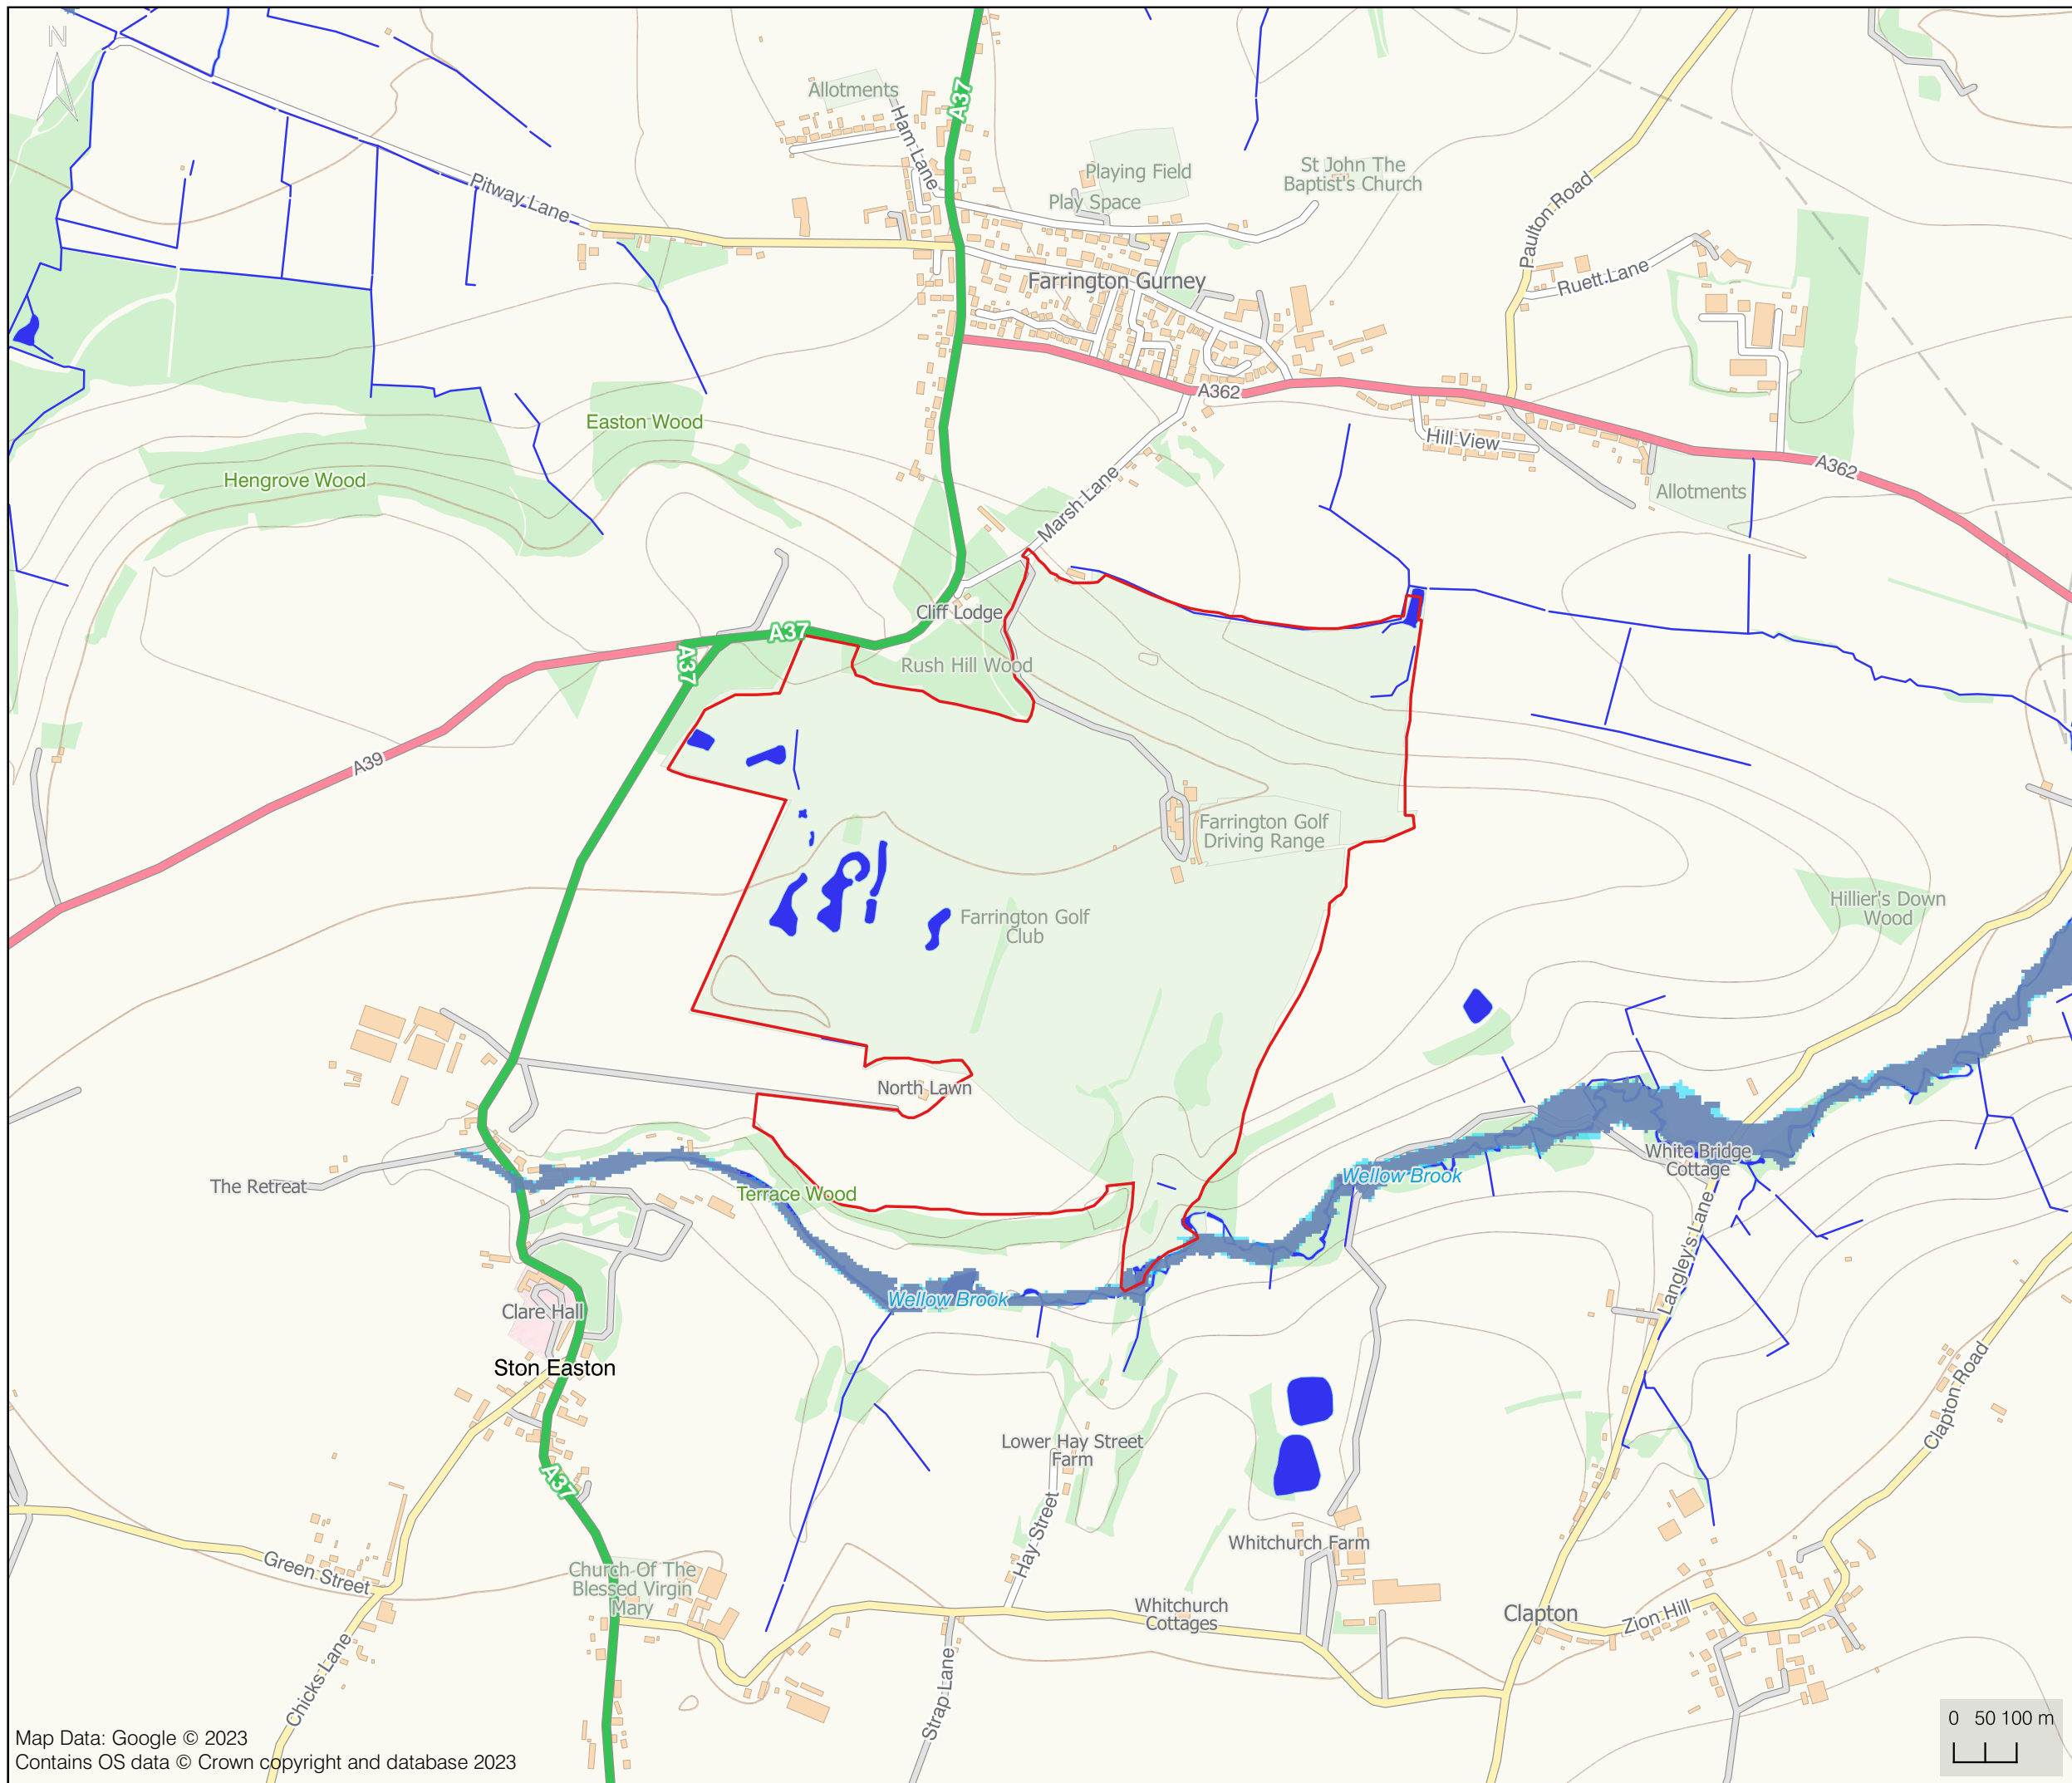 N
A37
Allotments
Ham Lane
Playing Field
Play Space
St John The
Baptist's Church
Pitway Lane
Paulton Road
Ruett Lane
Farrington Gurney
A362
Hill View
A362
Allotments
Easton Wood
Hengrove Wood
Marsh Lane
Cliff Lodge
A37
A37
Rush Hill Wood
A39
Farrington Golf
Driving Range
Farrington Golf
Club
Hillier's Down
Wood
North Lawn
White Bridge
Cottage
Wellow Brook
The Retreat
Terrace Wood
Langley's Lane
Wellow Brook
Clare Hall
Ston Easton
Clapton Road
Lower Hay Street
Farm
A37
Hay Street
Whitchurch Farm
Green Street
Church Of The
Blessed Virgin
Mary
Whitchurch
Cottages
Clapton
Zion Hill
Chicks Lane
Strap Lane
0 50 100 m
Map Data: Google © 2023
Contains OS data © Crown copyright and database 2023